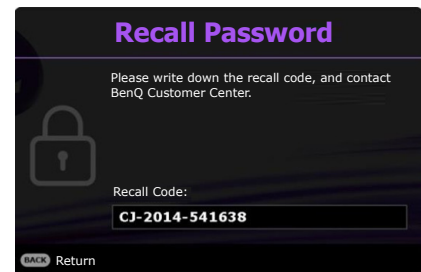 Recall Password
Please write down the recall code, and contact
BenQ Customer Center.
Recall Code:
CJ-2014-541638
BACK Return